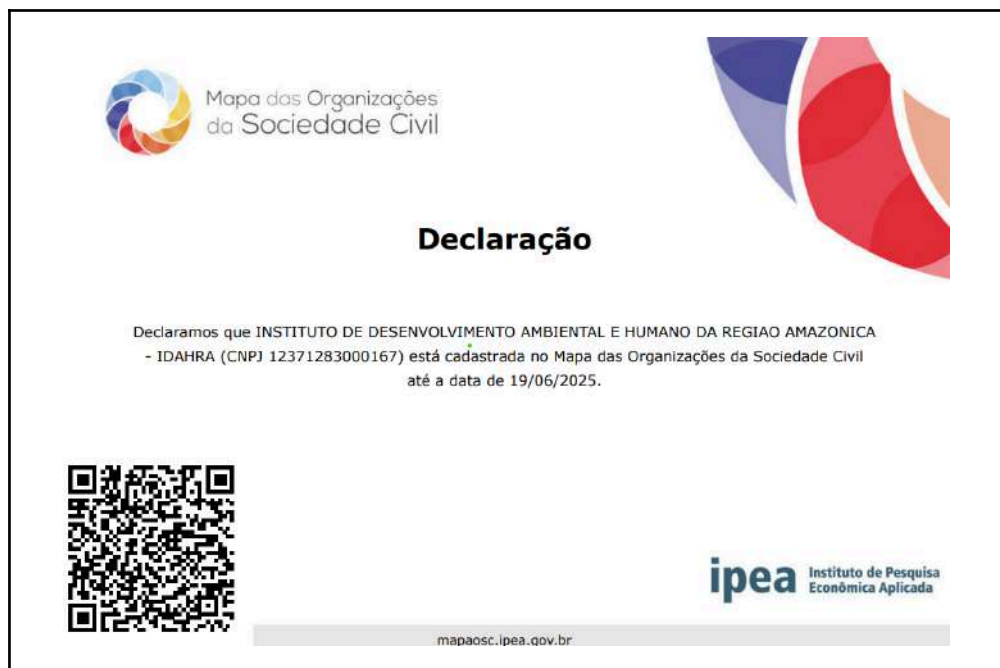 Mapa das Organizações
da Sociedade Civil
Declaração
Declaramos que INSTITUTO DE DESENVOLVIMENTO AMBIENTAL E HUMANO DA REGIAO AMAZONICA
- IDAHRA (CNPJ 12371283000167) está cadastrada no Mapa das Organizações da Sociedade Civil
até a data de 19/06/2025.
ipea Instituto de Pesquisa
Econômica Aplicada
mapaosc.ipea.gov.br